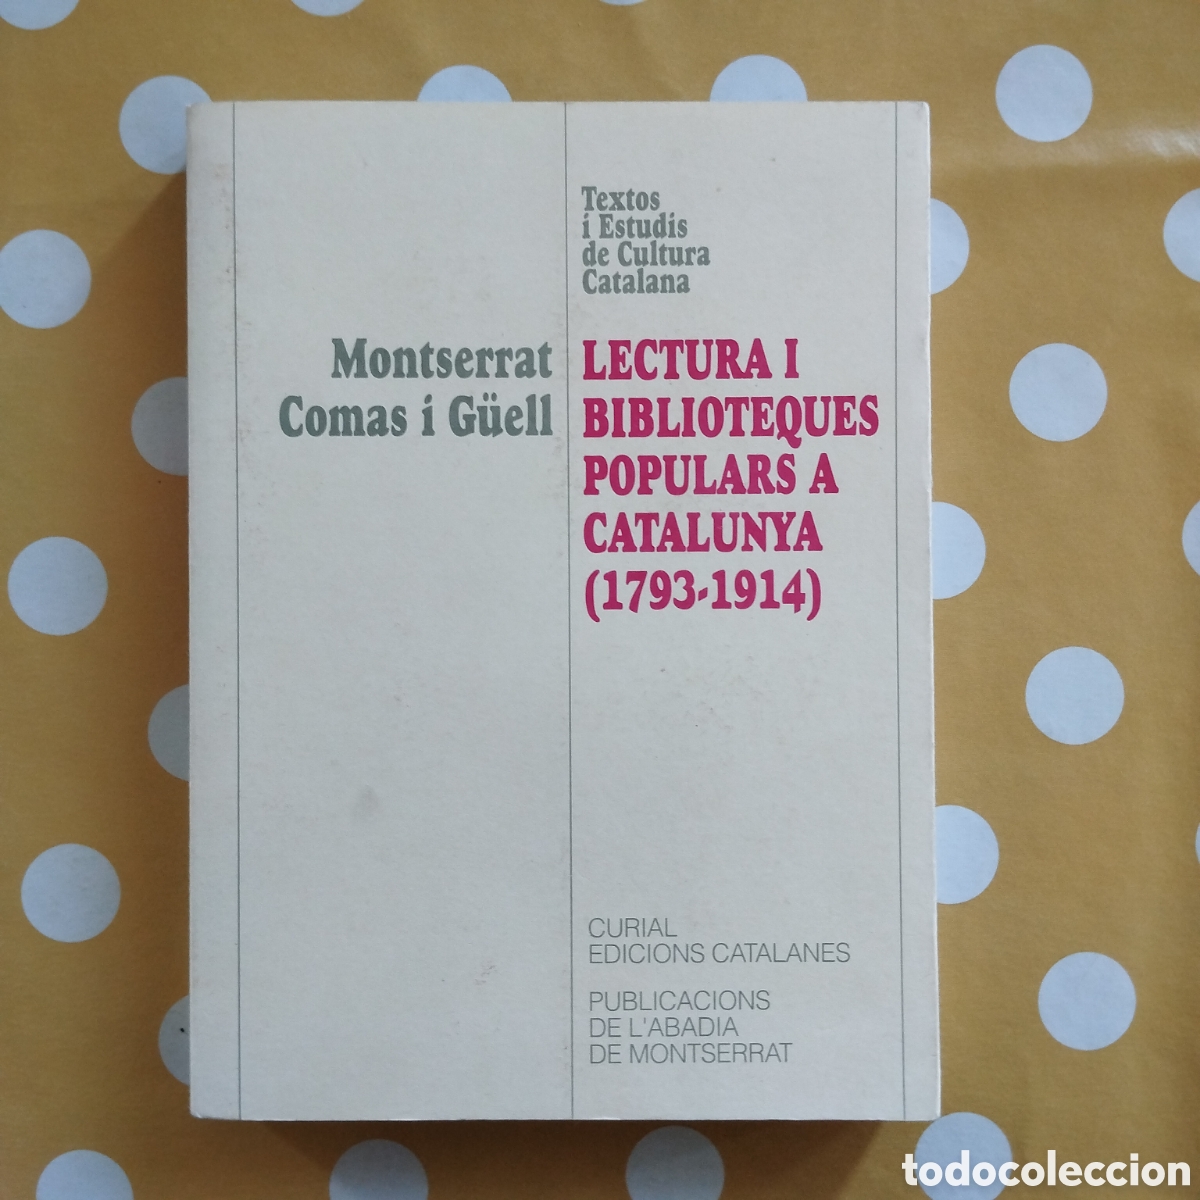 Textos
i Estudis
de Cultura
Catalana
Montserrat
Comas i Güell
LECTURA I
BIBLIOTEQUES
POPULARS A
CATALUNYA
(1793-1914)
CURIAL
EDICIONS CATALANES
PUBLICACIONS
DE L'ABADIA
DE MONTSERRAT
todocoleccion